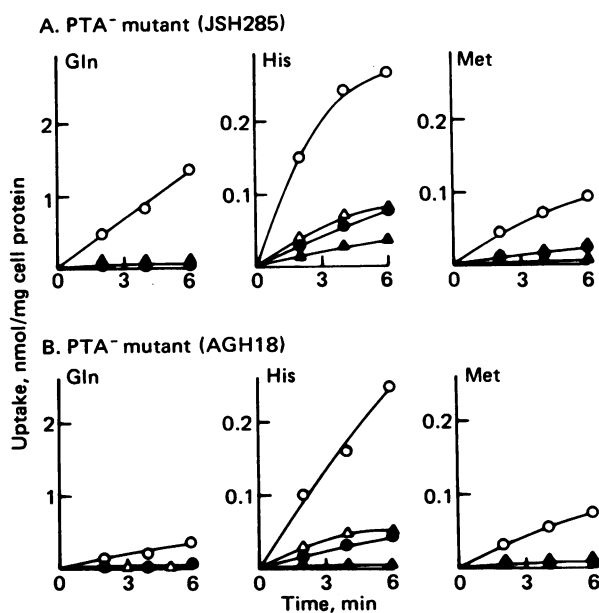 A. PTA⁻ mutant (JSH285)
Gln
His
Met
2
1
0.2
0.1
0.2
0.1
0 3 6
0 3 6
0 3 6
Uptake, nmol/mg cell protein
B. PTA⁻ mutant (AGH18)
Gln
His
Met
2
1
0.2
0.1
0.2
0.1
0 3 6
0 3 6
0 3 6
Time, min